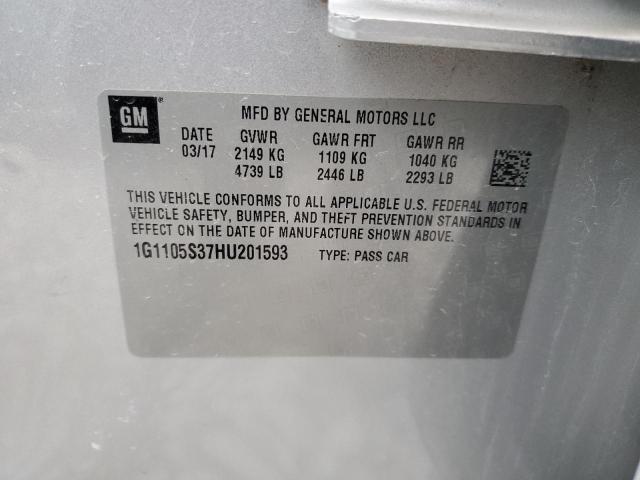 GM
MFD BY GENERAL MOTORS LLC
DATE GVWR GAWR FRT GAWR RR
03/17 2149 KG 1109 KG 1040 KG
4739 LB 2446 LB 2293 LB
THIS VEHICLE CONFORMS TO ALL APPLICABLE U.S. FEDERAL MOTOR
VEHICLE SAFETY, BUMPER, AND THEFT PREVENTION STANDARDS IN
EFFECT ON THE DATE OF MANUFACTURE SHOWN ABOVE.
1G1105S37HU201593 TYPE: PASS CAR